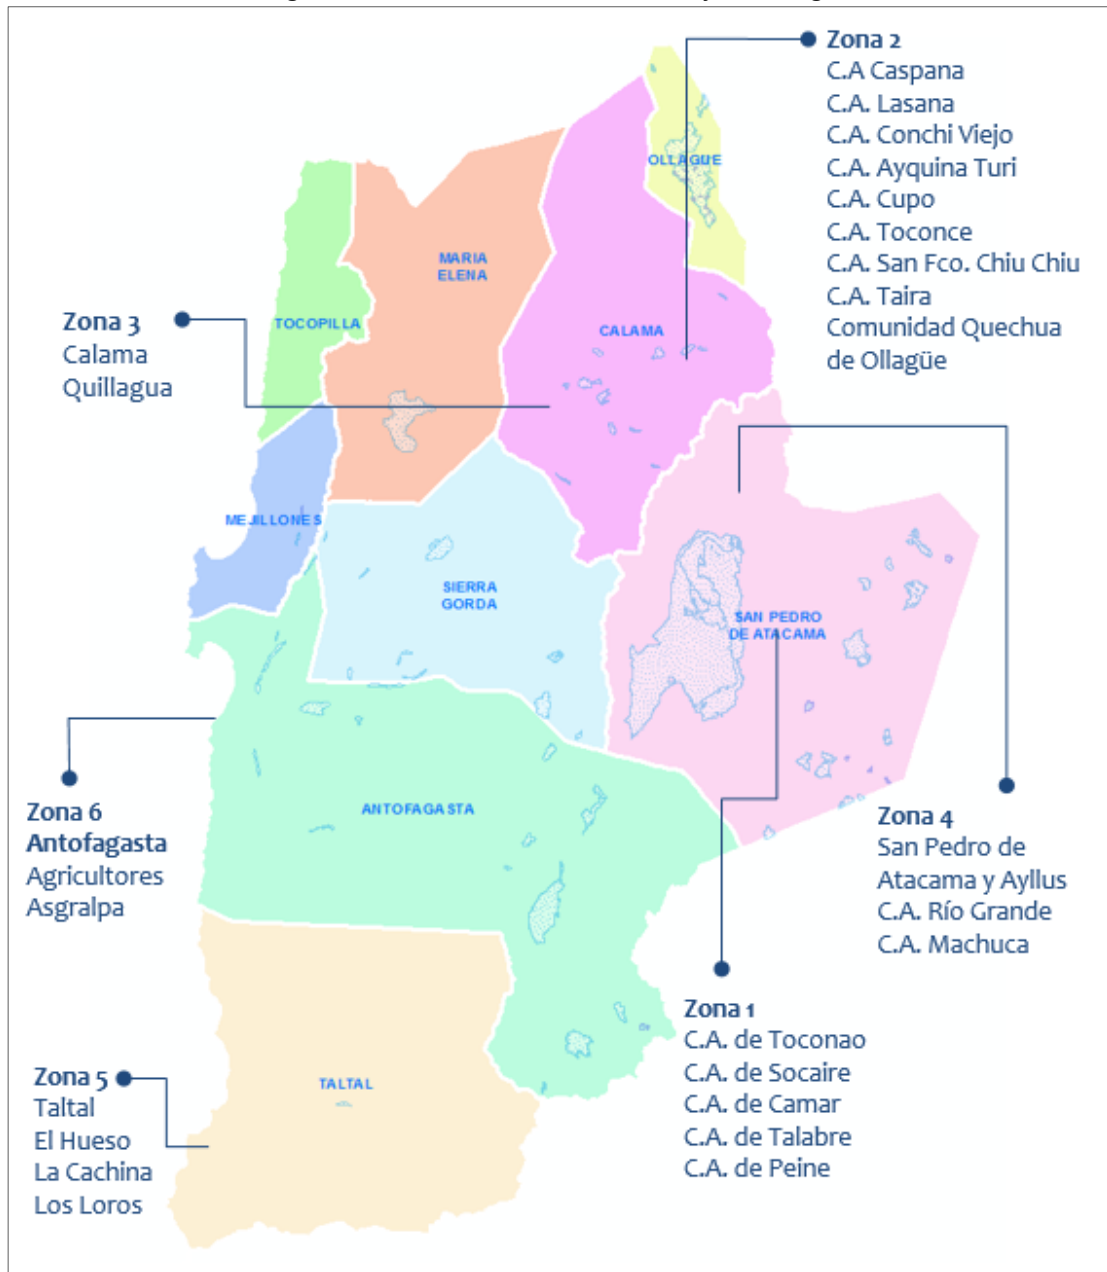 Zona 2
C.A Caspana
C.A. Lasana
C.A. Conchi Viejo
C.A. Ayquina Turi
C.A. Cupo
C.A. Toconce
C.A. San Fco. Chiu Chiu
C.A. Taira
Comunidad Quechua
de Ollagüe
OLLAGÜE
MARIA
ELENA
TOCOPILLA
CALAMA
Zona 3
Calama
Quillagua
MEJILLONES
SIERRA
GORDA
SAN PEDRO
DE ATACAMA
ANTOFAGASTA
Zona 6
Antofagasta
Agricultores
Asgralpa
Zona 4
San Pedro de
Atacama y Ayllus
C.A. Río Grande
C.A. Machuca
Zona 1
C.A. de Toconao
C.A. de Socaire
C.A. de Camar
C.A. de Talabre
C.A. de Peine
TALTAL
Zona 5
Taltal
El Hueso
La Cachina
Los Loros